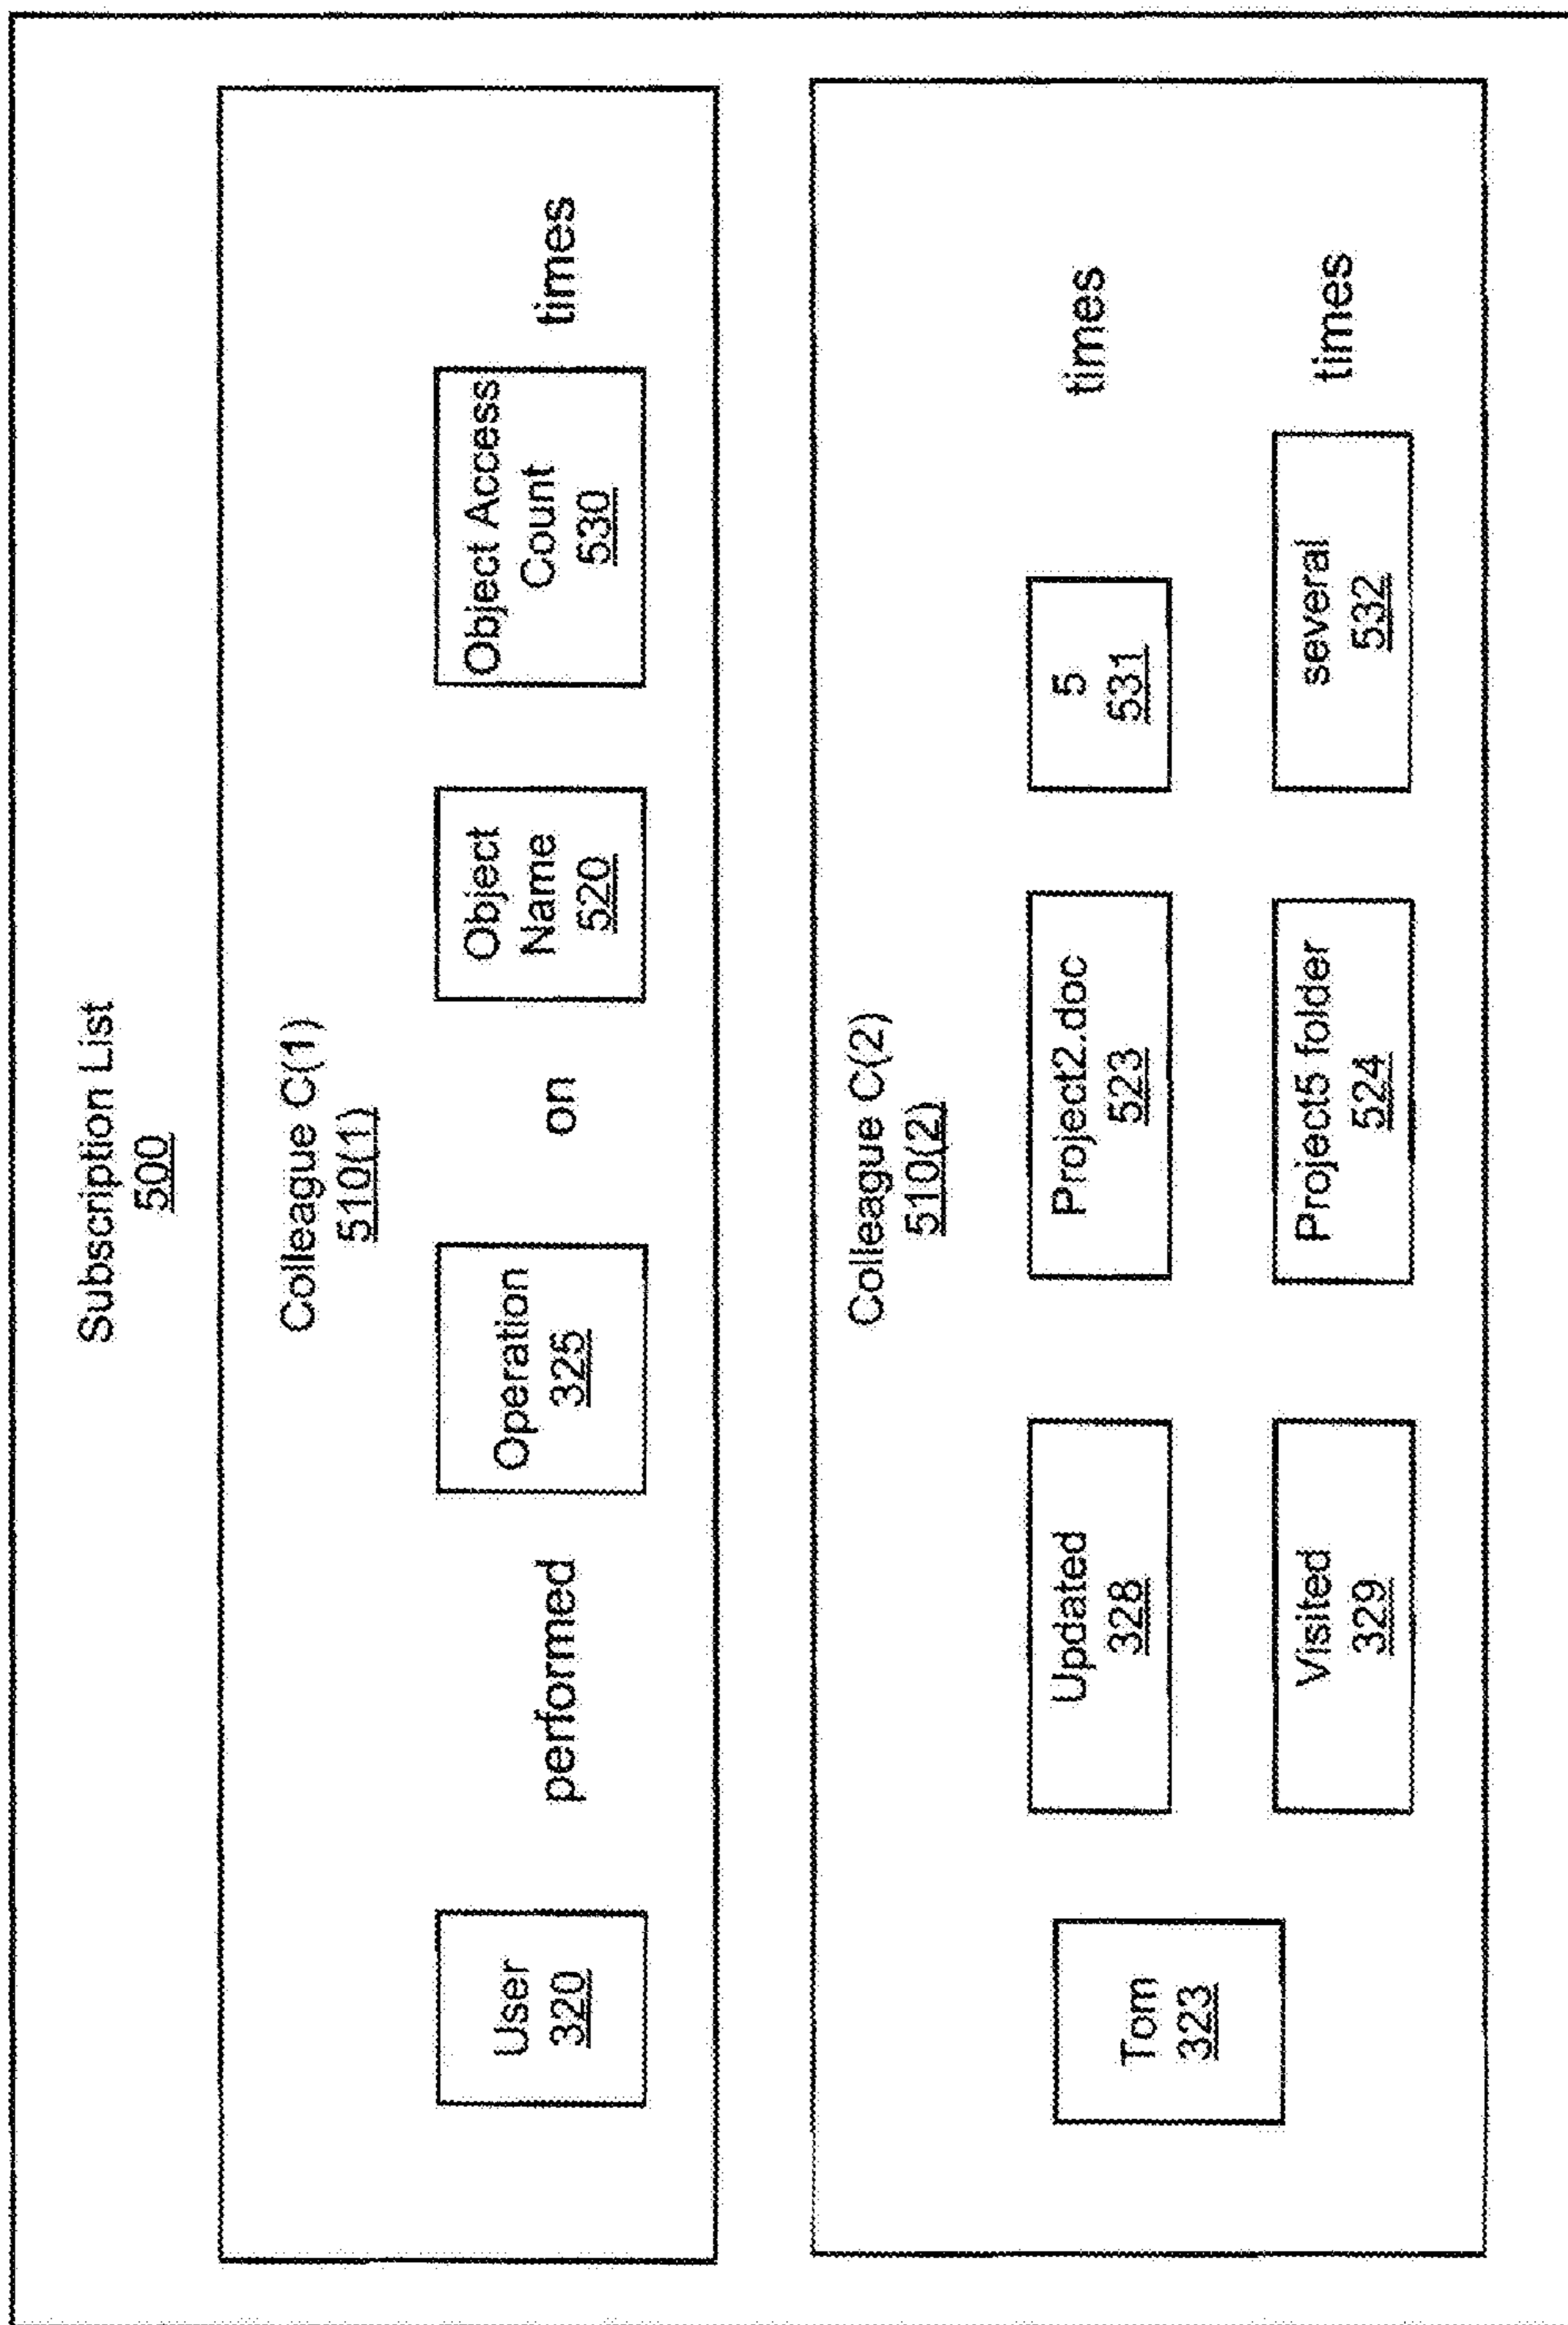 Subscription List
500
Colleague C(1)
510(1)
User
320
performed
Operation
325
on
Object
Name
520
Object Access
Count
530
times
Colleague C(2)
510(2)
Tom
323
Updated
328
Project2.doc
523
5
531
times
Visited
329
Project5 folder
524
several
532
times